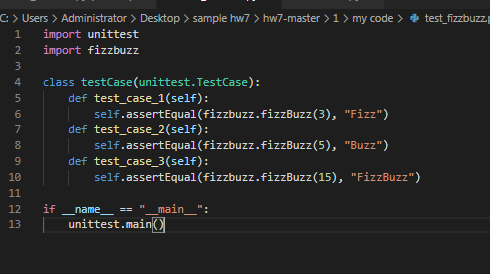 C: > Users > Administrator > Desktop > sample hw7 > hw7-master > 1 > my code > test_fizzbuzz.p
1 import unittest
2 import fizzbuzz
3
4 class testCase(unittest.TestCase):
5     def test_case_1(self):
6         self.assertEqual(fizzbuzz.fizzBuzz(3), "Fizz")
7     def test_case_2(self):
8         self.assertEqual(fizzbuzz.fizzBuzz(5), "Buzz")
9     def test_case_3(self):
10         self.assertEqual(fizzbuzz.fizzBuzz(15), "FizzBuzz")
11
12 if __name__ == "__main__":
13     unittest.main()